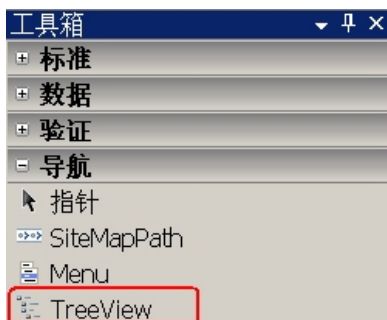 工具箱
标准
数据
验证
导航
指针
SiteMapPath
Menu
TreeView